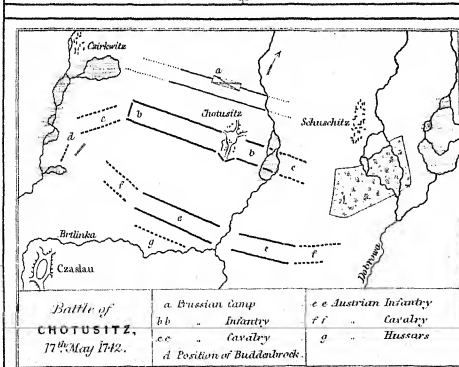 Czirkwitz
a
Chotusitz
Schuschitz
b
c
d
b
c
f
e
Brtlinka
g
e
f
Czaslau
Dobrowa
Battle of
CHOTUSITZ,
17th May 1742.
a Prussian Camp
b b " Infantry
c c " Cavalry
d Position of Buddenbrock.
e e Austrian Infantry
f f " Cavalry
g " Hussars